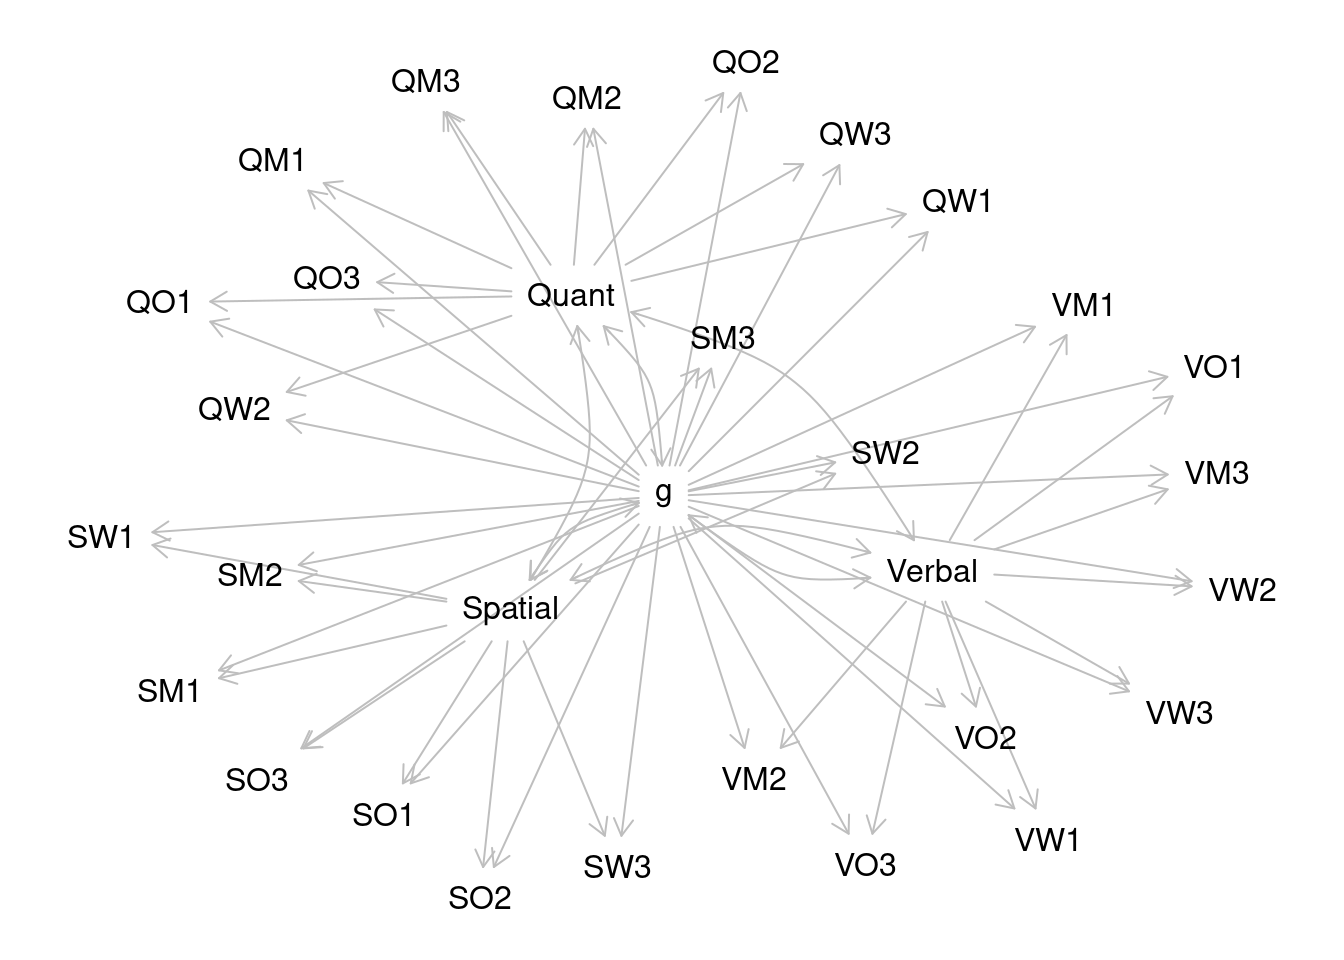 QO2
QM3
QM2
QW3
QM1
QW1
QO3
Quant
QO1
VM1
SM3
VO1
QW2
SW2
VM3
g
SW1
SM2
Verbal
VW2
Spatial
SM1
VW3
VO2
SO3
VM2
SO1
VW1
SW3
VO3
SO2